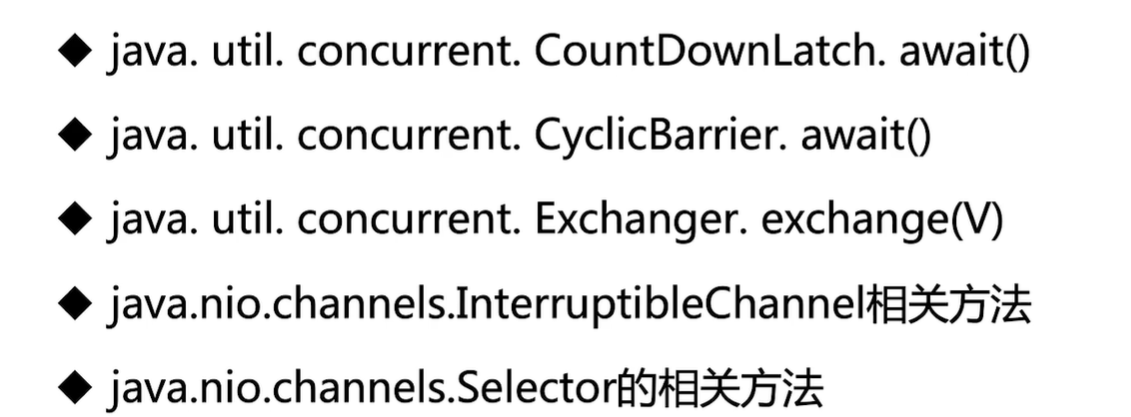 ◆ java. util. concurrent. CountDownLatch. await()
◆ java. util. concurrent. CyclicBarrier. await()
◆ java. util. concurrent. Exchanger. exchange(V)
◆ java.nio.channels.InterruptibleChannel相关方法
◆ java.nio.channels.Selector的相关方法